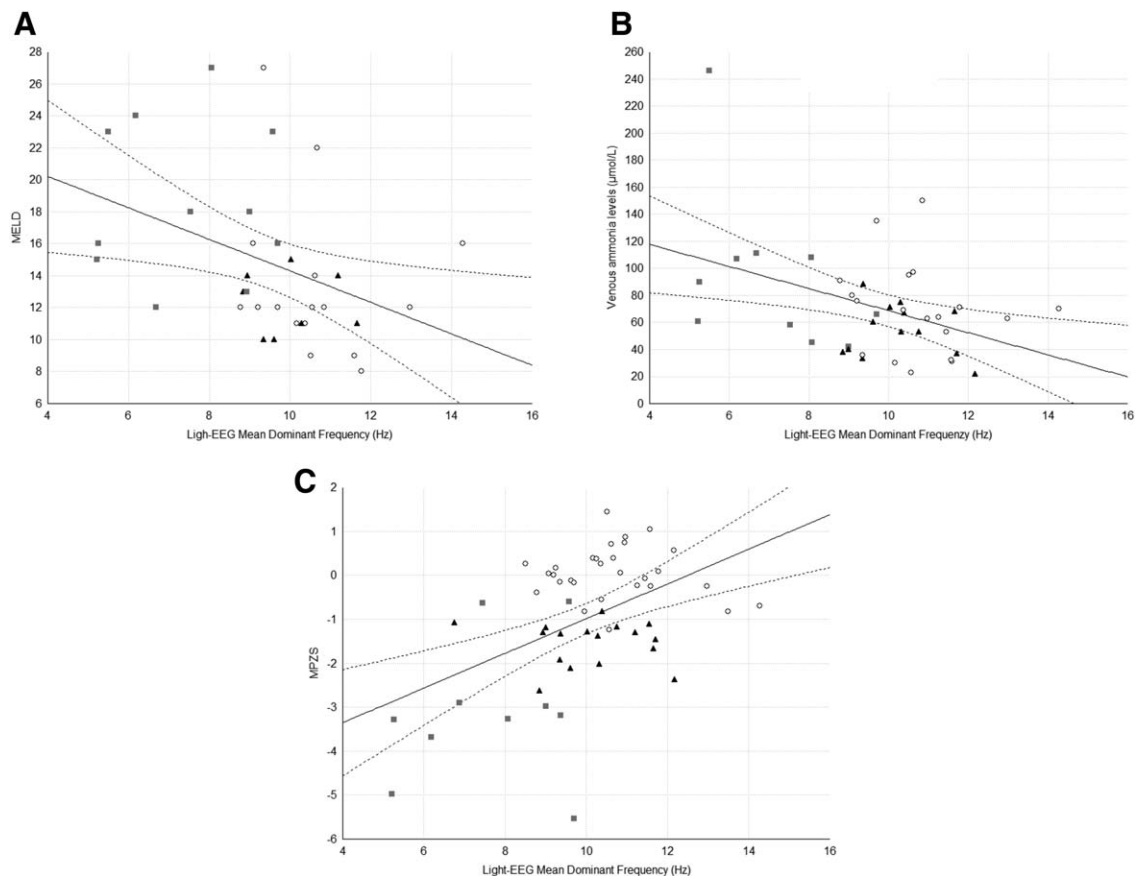 A
28
26
24
22
20
18
16
14
12
10
8
6
MELD
4 6 8 10 12 14 16
Ligh-EEG Mean Dominant Frequency (Hz)
B
260
240
220
200
180
160
140
120
100
80
60
40
20
0
Venous ammonia levels (µmol/L)
4 6 8 10 12 14 16
Light-EEG Mean Dominant Frequenzy (Hz)
C
2
1
0
-1
-2
-3
-4
-5
-6
MPZS
4 6 8 10 12 14 16
Light-EEG Mean Dominant Frequency (Hz)